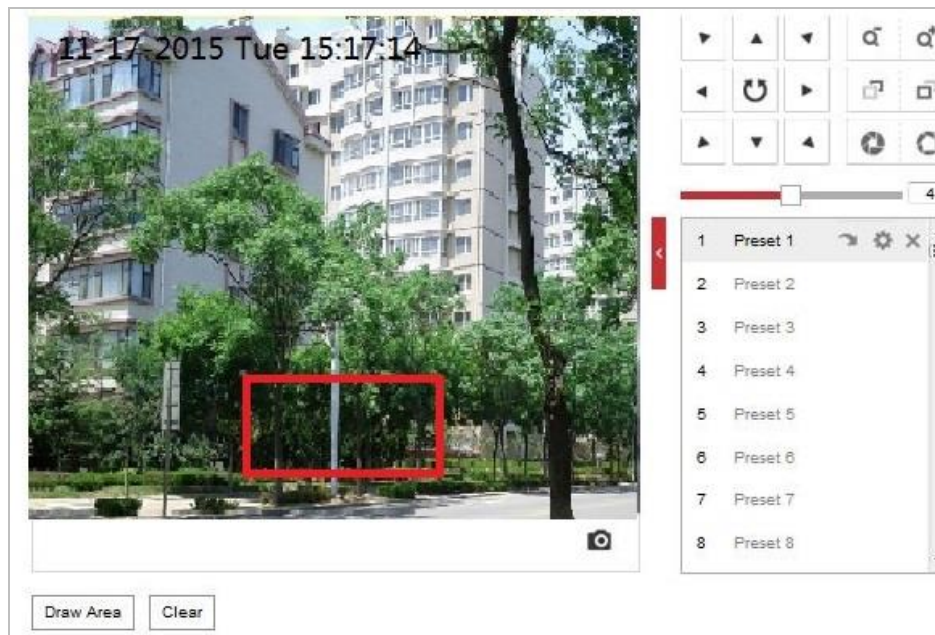 11-17-2015 Tue 15:17:14
4
1 Preset 1
2 Preset 2
3 Preset 3
4 Preset 4
5 Preset 5
6 Preset 6
7 Preset 7
8 Preset 8
Draw Area Clear